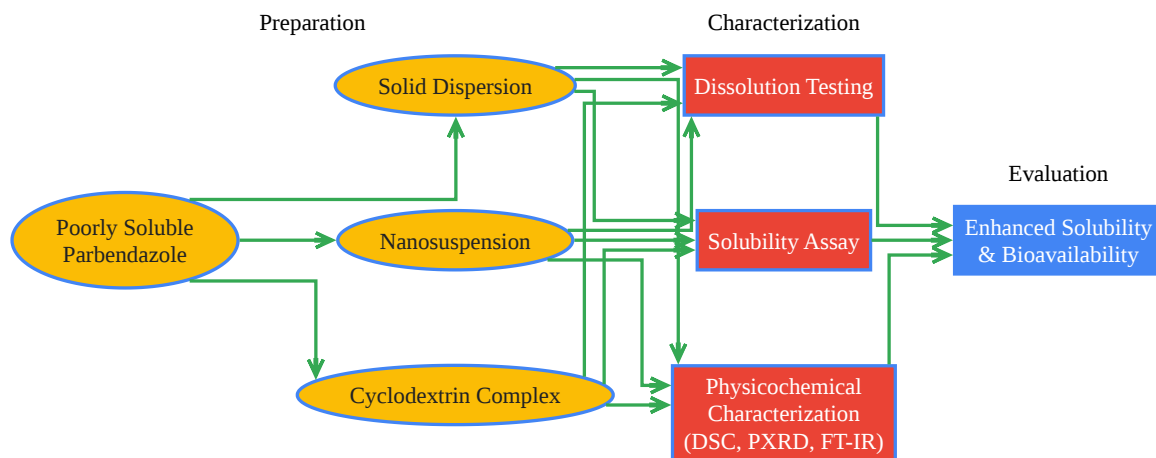 Preparation
Characterization
Solid Dispersion
Dissolution Testing
Evaluation
Poorly Soluble
Parbendazole
Nanosuspension
Solubility Assay
Enhanced Solubility
& Bioavailability
Cyclodextrin Complex
Physicochemical
Characterization
(DSC, PXRD, FT-IR)